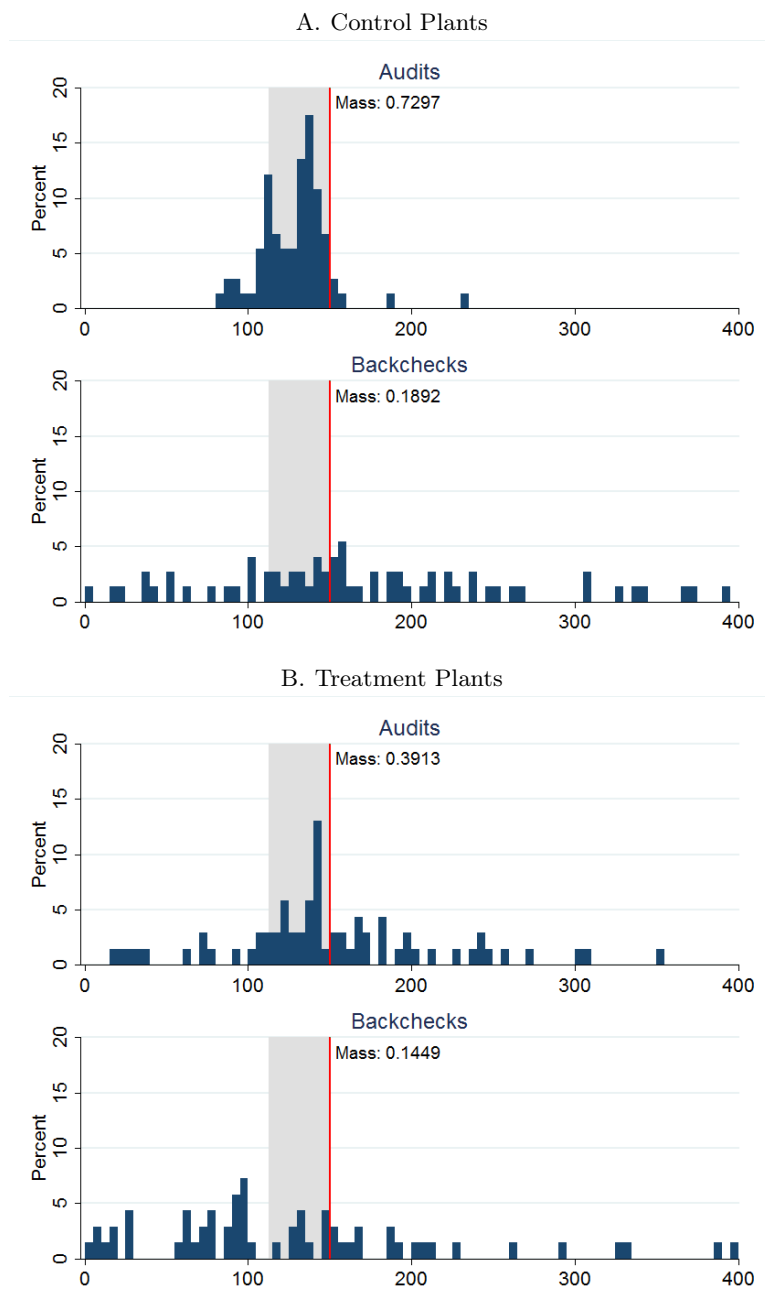 A. Control Plants
Audits
Mass: 0.7297
Percent
0 5 10 15 20
0 100 200 300 400
Backchecks
Mass: 0.1892
Percent
0 5 10 15 20
0 100 200 300 400
B. Treatment Plants
Audits
Mass: 0.3913
Percent
0 5 10 15 20
0 100 200 300 400
Backchecks
Mass: 0.1449
Percent
0 5 10 15 20
0 100 200 300 400